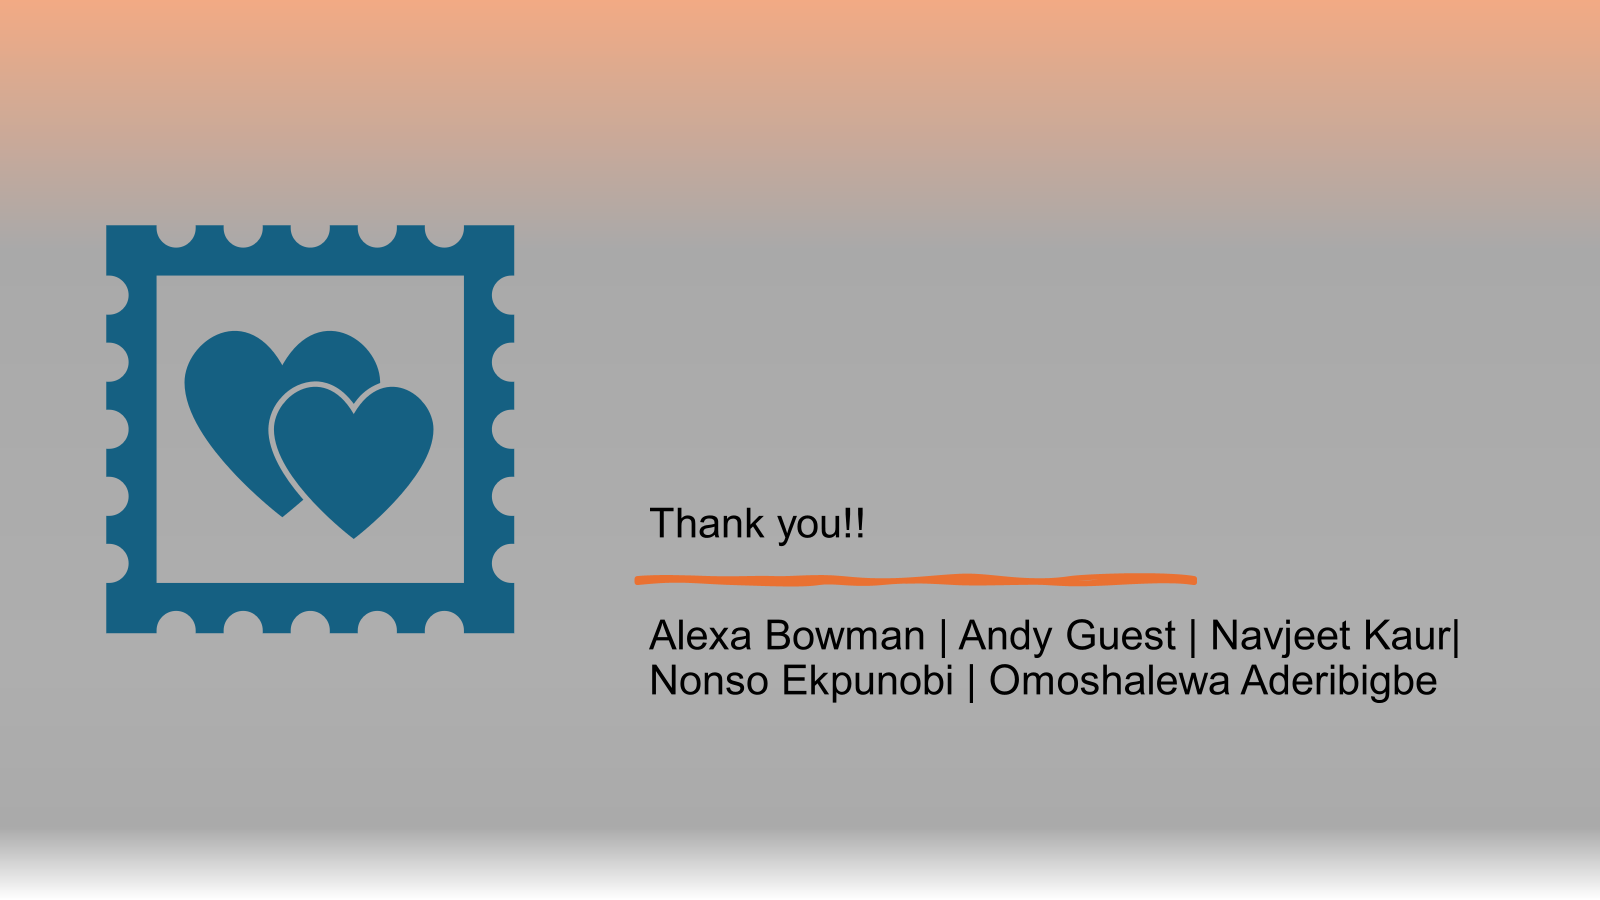 Thank you!!
Alexa Bowman | Andy Guest | Navjeet Kaur|
Nonso Ekpunobi | Omoshalewa Aderibigbe